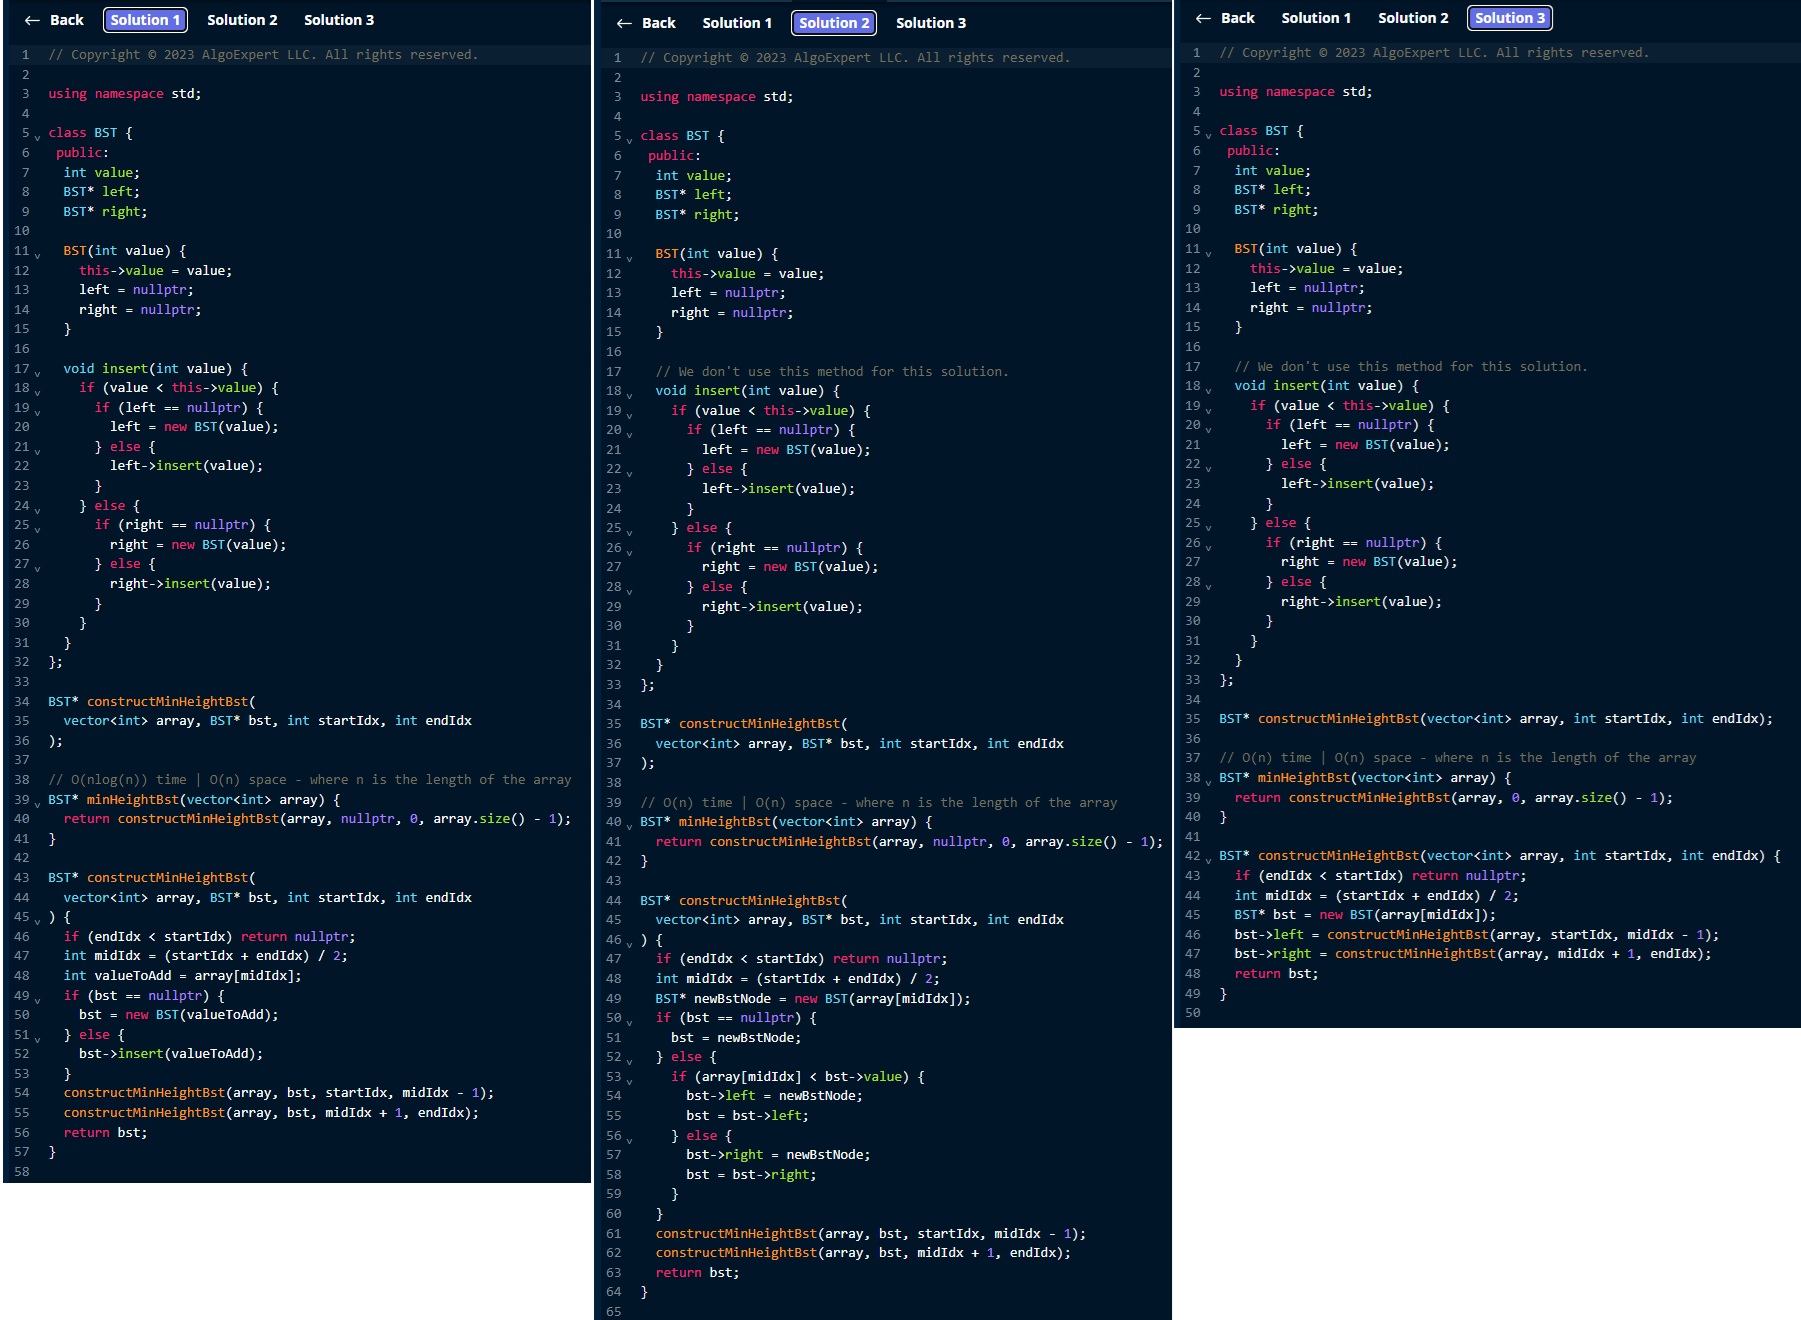 ← Back Solution 1 Solution 2 Solution 3
1 // Copyright © 2023 AlgoExpert LLC. All rights reserved.
2
3 using namespace std;
4
5 class BST {
6  public:
7   int value;
8   BST* left;
9   BST* right;
10
11   BST(int value) {
12     this->value = value;
13     left = nullptr;
14     right = nullptr;
15   }
16
17   void insert(int value) {
18     if (value < this->value) {
19       if (left == nullptr) {
20         left = new BST(value);
21       } else {
22         left->insert(value);
23       }
24     } else {
25       if (right == nullptr) {
26         right = new BST(value);
27       } else {
28         right->insert(value);
29       }
30     }
31   }
32 };
33
34 BST* constructMinHeightBst(
35   vector<int> array, BST* bst, int startIdx, int endIdx
36 );
37
38 // O(nlog(n)) time | O(n) space - where n is the length of the array
39 BST* minHeightBst(vector<int> array) {
40   return constructMinHeightBst(array, nullptr, 0, array.size() - 1);
41 }
42
43 BST* constructMinHeightBst(
44   vector<int> array, BST* bst, int startIdx, int endIdx
45 ) {
46   if (endIdx < startIdx) return nullptr;
47   int midIdx = (startIdx + endIdx) / 2;
48   int valueToAdd = array[midIdx];
49   if (bst == nullptr) {
50     bst = new BST(valueToAdd);
51   } else {
52     bst->insert(valueToAdd);
53   }
54   constructMinHeightBst(array, bst, startIdx, midIdx - 1);
55   constructMinHeightBst(array, bst, midIdx + 1, endIdx);
56   return bst;
57 }
58
← Back Solution 1 Solution 2 Solution 3
1 // Copyright © 2023 AlgoExpert LLC. All rights reserved.
2
3 using namespace std;
4
5 class BST {
6  public:
7   int value;
8   BST* left;
9   BST* right;
10
11   BST(int value) {
12     this->value = value;
13     left = nullptr;
14     right = nullptr;
15   }
16
17   // We don't use this method for this solution.
18   void insert(int value) {
19     if (value < this->value) {
20       if (left == nullptr) {
21         left = new BST(value);
22       } else {
23         left->insert(value);
24       }
25     } else {
26       if (right == nullptr) {
27         right = new BST(value);
28       } else {
29         right->insert(value);
30       }
31     }
32   }
33 };
34
35 BST* constructMinHeightBst(
36   vector<int> array, BST* bst, int startIdx, int endIdx
37 );
38
39 // O(n) time | O(n) space - where n is the length of the array
40 BST* minHeightBst(vector<int> array) {
41   return constructMinHeightBst(array, nullptr, 0, array.size() - 1);
42 }
43
44 BST* constructMinHeightBst(
45   vector<int> array, BST* bst, int startIdx, int endIdx
46 ) {
47   if (endIdx < startIdx) return nullptr;
48   int midIdx = (startIdx + endIdx) / 2;
49   BST* newBstNode = new BST(array[midIdx]);
50   if (bst == nullptr) {
51     bst = newBstNode;
52   } else {
53     if (array[midIdx] < bst->value) {
54       bst->left = newBstNode;
55       bst = bst->left;
56     } else {
57       bst->right = newBstNode;
58       bst = bst->right;
59     }
60   }
61   constructMinHeightBst(array, bst, startIdx, midIdx - 1);
62   constructMinHeightBst(array, bst, midIdx + 1, endIdx);
63   return bst;
64 }
65
← Back Solution 1 Solution 2 Solution 3
1 // Copyright © 2023 AlgoExpert LLC. All rights reserved.
2
3 using namespace std;
4
5 class BST {
6  public:
7   int value;
8   BST* left;
9   BST* right;
10
11   BST(int value) {
12     this->value = value;
13     left = nullptr;
14     right = nullptr;
15   }
16
17   // We don't use this method for this solution.
18   void insert(int value) {
19     if (value < this->value) {
20       if (left == nullptr) {
21         left = new BST(value);
22       } else {
23         left->insert(value);
24       }
25     } else {
26       if (right == nullptr) {
27         right = new BST(value);
28       } else {
29         right->insert(value);
30       }
31     }
32   }
33 };
34
35 BST* constructMinHeightBst(vector<int> array, int startIdx, int endIdx);
36
37 // O(n) time | O(n) space - where n is the length of the array
38 BST* minHeightBst(vector<int> array) {
39   return constructMinHeightBst(array, 0, array.size() - 1);
40 }
41
42 BST* constructMinHeightBst(vector<int> array, int startIdx, int endIdx) {
43   if (endIdx < startIdx) return nullptr;
44   int midIdx = (startIdx + endIdx) / 2;
45   BST* bst = new BST(array[midIdx]);
46   bst->left = constructMinHeightBst(array, startIdx, midIdx - 1);
47   bst->right = constructMinHeightBst(array, midIdx + 1, endIdx);
48   return bst;
49 }
50